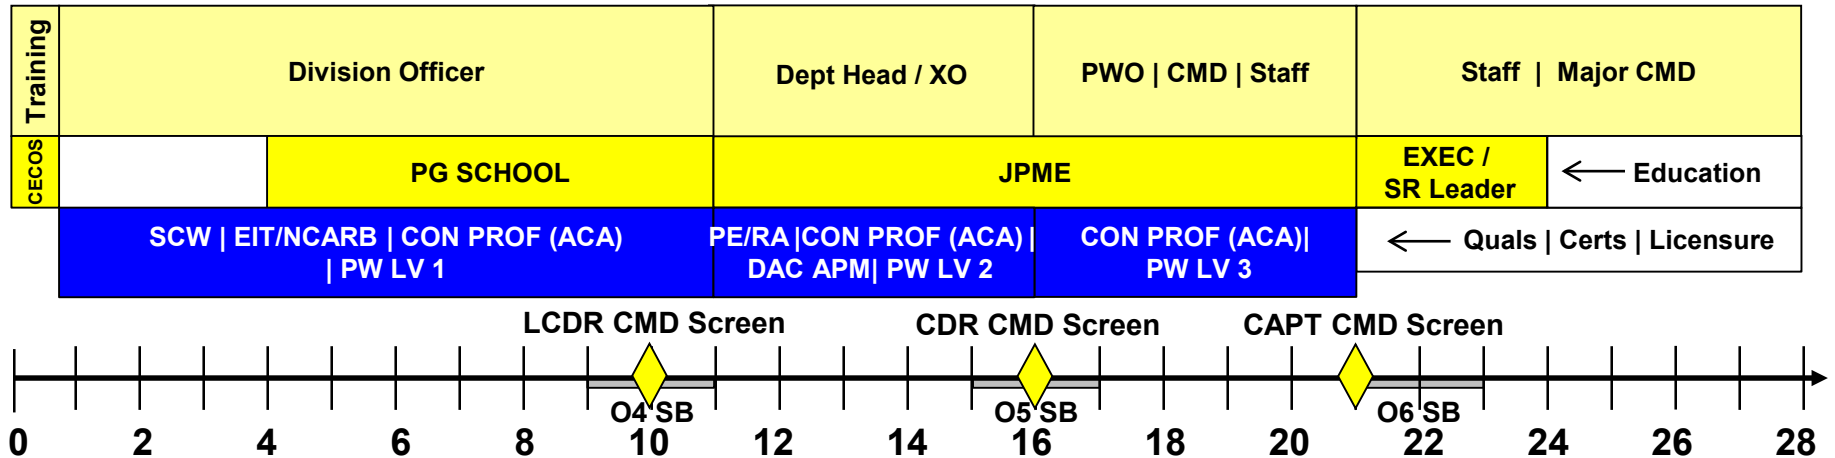 Training
Division Officer
Dept Head / XO
PWO | CMD | Staff
Staff | Major CMD
CECOS
PG SCHOOL
JPME
EXEC /
SR Leader
Education
SCW | EIT/NCARB | CON PROF (ACA)
| PW LV 1
PE/RA |CON PROF (ACA) |
DAC APM| PW LV 2
CON PROF (ACA)|
PW LV 3
Quals | Certs | Licensure
LCDR CMD Screen
CDR CMD Screen
CAPT CMD Screen
O4 SB
O5 SB
O6 SB
0 2 4 6 8 10 12 14 16 18 20 22 24 26 28